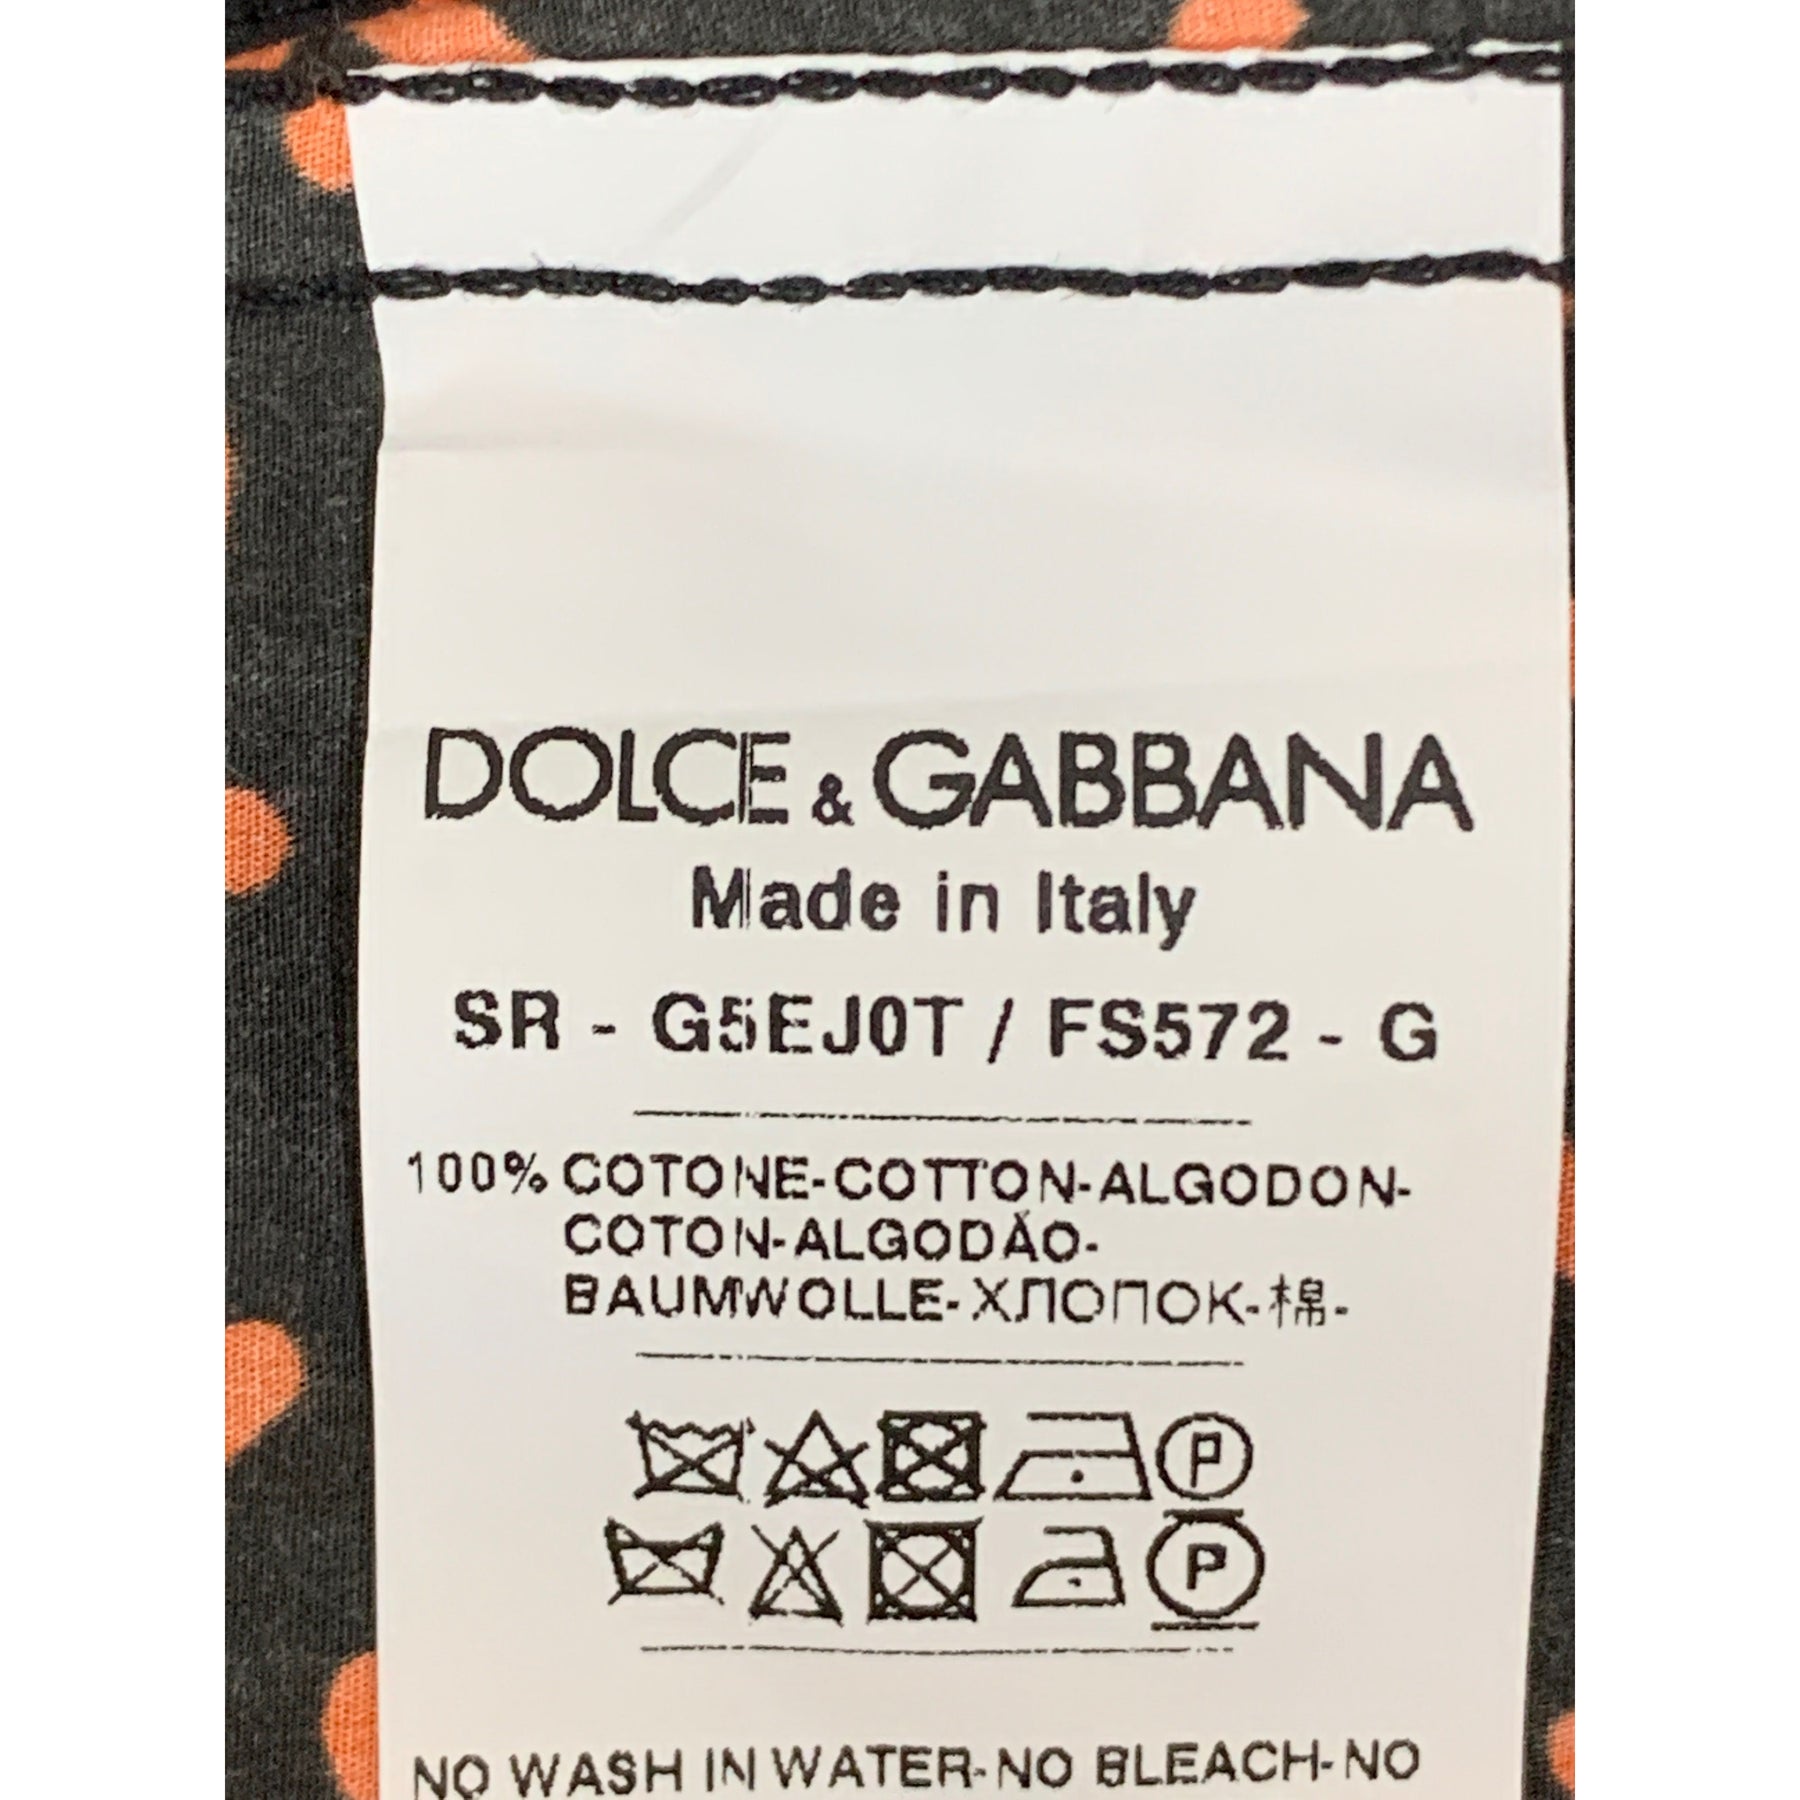 DOLCE & GABBANA
Made in Italy
SR - G5EJ0T / FS572 - G
100% COTONE-COTTON-ALGODON-
COTON-ALGODÃO-
BAUMWOLLE-ХЛОПОК-棉-
P
P
NO WASH IN WATER-NO BLEACH-NO